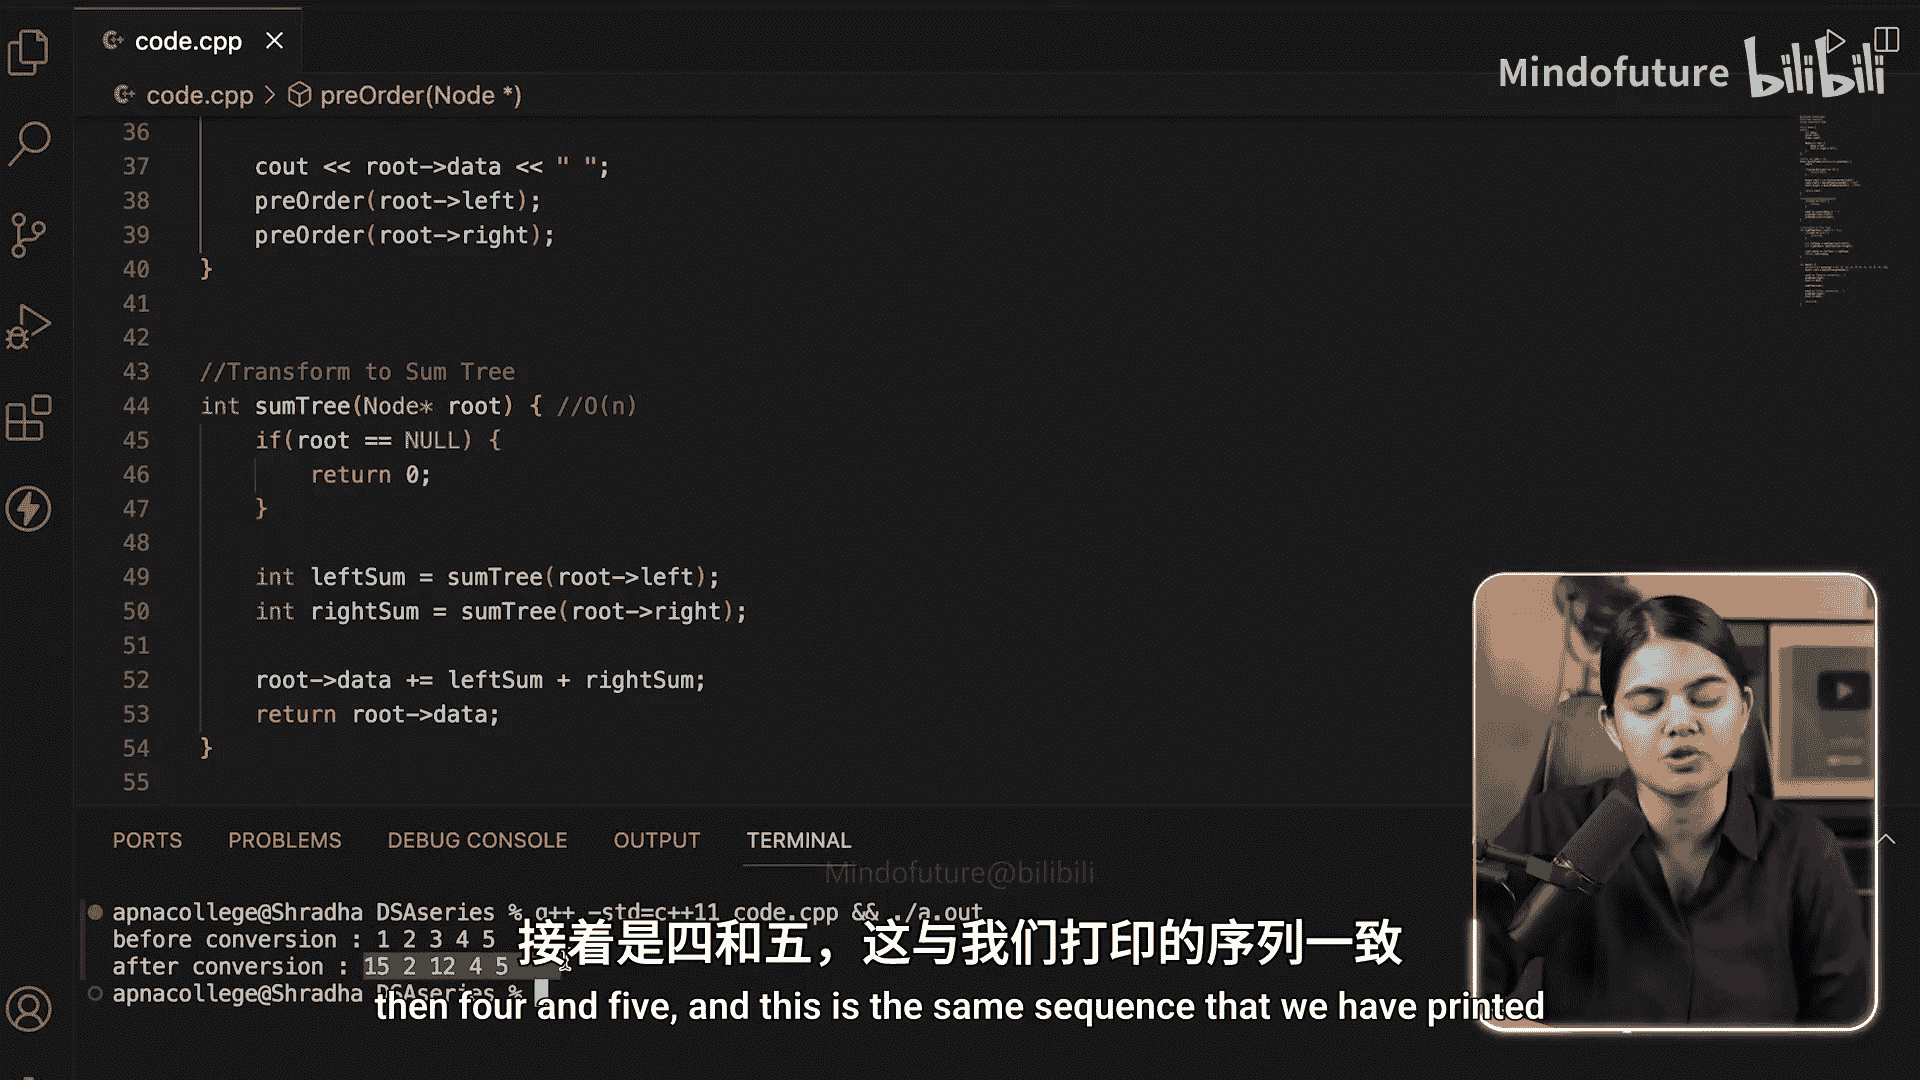 code.cpp
Mindofuture bilibili
code.cpp > preOrder(Node *)
36
37 cout << root->data << " ";
38 preOrder(root->left);
39 preOrder(root->right);
40 }
41
42
43 //Transform to Sum Tree
44 int sumTree(Node* root) { //O(n)
45 if(root == NULL) {
46 return 0;
47 }
48
49 int leftSum = sumTree(root->left);
50 int rightSum = sumTree(root->right);
51
52 root->data += leftSum + rightSum;
53 return root->data;
54 }
55
PORTS PROBLEMS DEBUG CONSOLE OUTPUT TERMINAL
Mindofuture@bilibili
apnacollege@Shradha DSAseries % g++ -std=c++11 code.cpp && ./a.out
before conversion : 1 2 3 4 5
after conversion : 15 2 12 4 5
apnacollege@Shradha DSAseries %
接着是四和五，这与我们打印的序列一致
then four and five, and this is the same sequence that we have printed